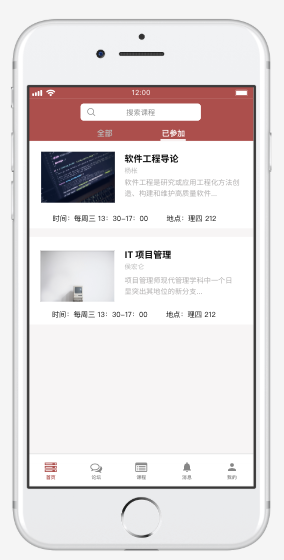 12:00
搜索课程
全部
已参加
软件工程导论
杨彬
软件工程是研究或应用工程化方法创
造、构建和维护高质量软件...
时间：每周三 13：30-17：00 地点：理四 212
IT 项目管理
项目管理师现代管理学科中一个日
里突出其地位的新分支...
时间：每周三 13：30-17：00 地点：理四 212
首页
论坛
课程
消息
我的